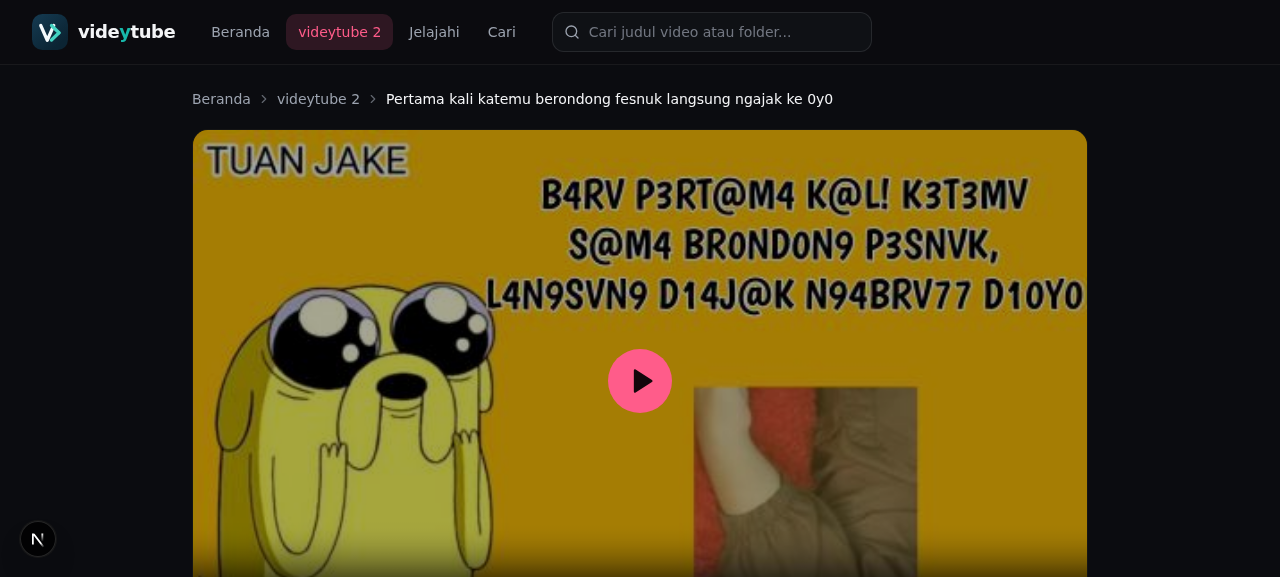 videytube
Beranda
videytube 2
Jelajahi
Cari
Cari judul video atau folder...
Beranda
videytube 2
Pertama kali katemu berondong fesnuk langsung ngajak ke 0y0
TUAN JAKE
B4RV P3RT@M4 K@L! K3T3MV
S@M4 BR0ND0N9 P3SNVK,
L4N9SVN9 D14J@K N94BRV77 D10Y0
N